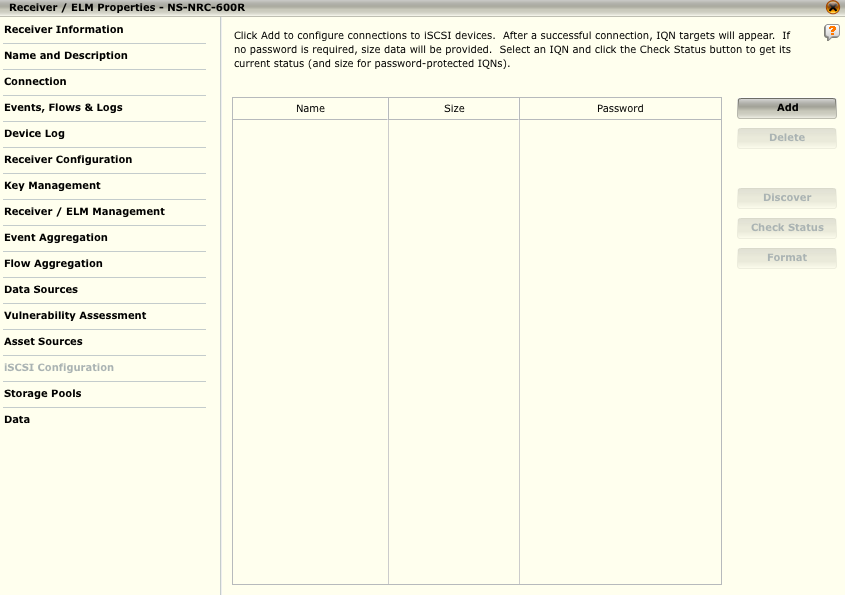 Receiver / ELM Properties - NS-NRC-600R
Receiver Information
Name and Description
Connection
Events, Flows & Logs
Device Log
Receiver Configuration
Key Management
Receiver / ELM Management
Event Aggregation
Flow Aggregation
Data Sources
Vulnerability Assessment
Asset Sources
iSCSI Configuration
Storage Pools
Data
Click Add to configure connections to iSCSI devices.  After a successful connection, IQN targets will appear.  If
no password is required, size data will be provided.  Select an IQN and click the Check Status button to get its
current status (and size for password-protected IQNs).
?
Name Size Password
Add
Delete
Discover
Check Status
Format